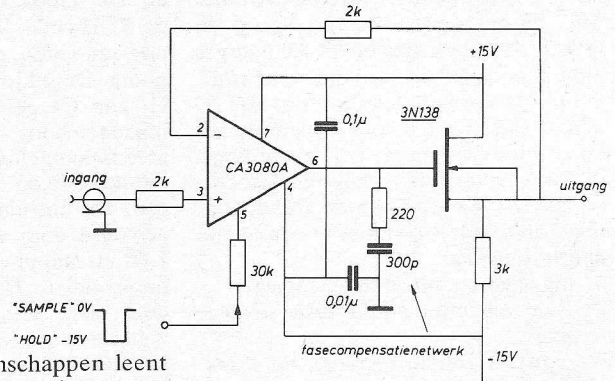 2k
+15V
3N138
0,1µ
2
−
7
CA3080A
6
ingang
2k
3
+
5
4
uitgang
220
30k
300p
3k
0,01µ
"SAMPLE" 0V
"HOLD" -15V
fasecompensatienetwerk
-15V
nschappen leent